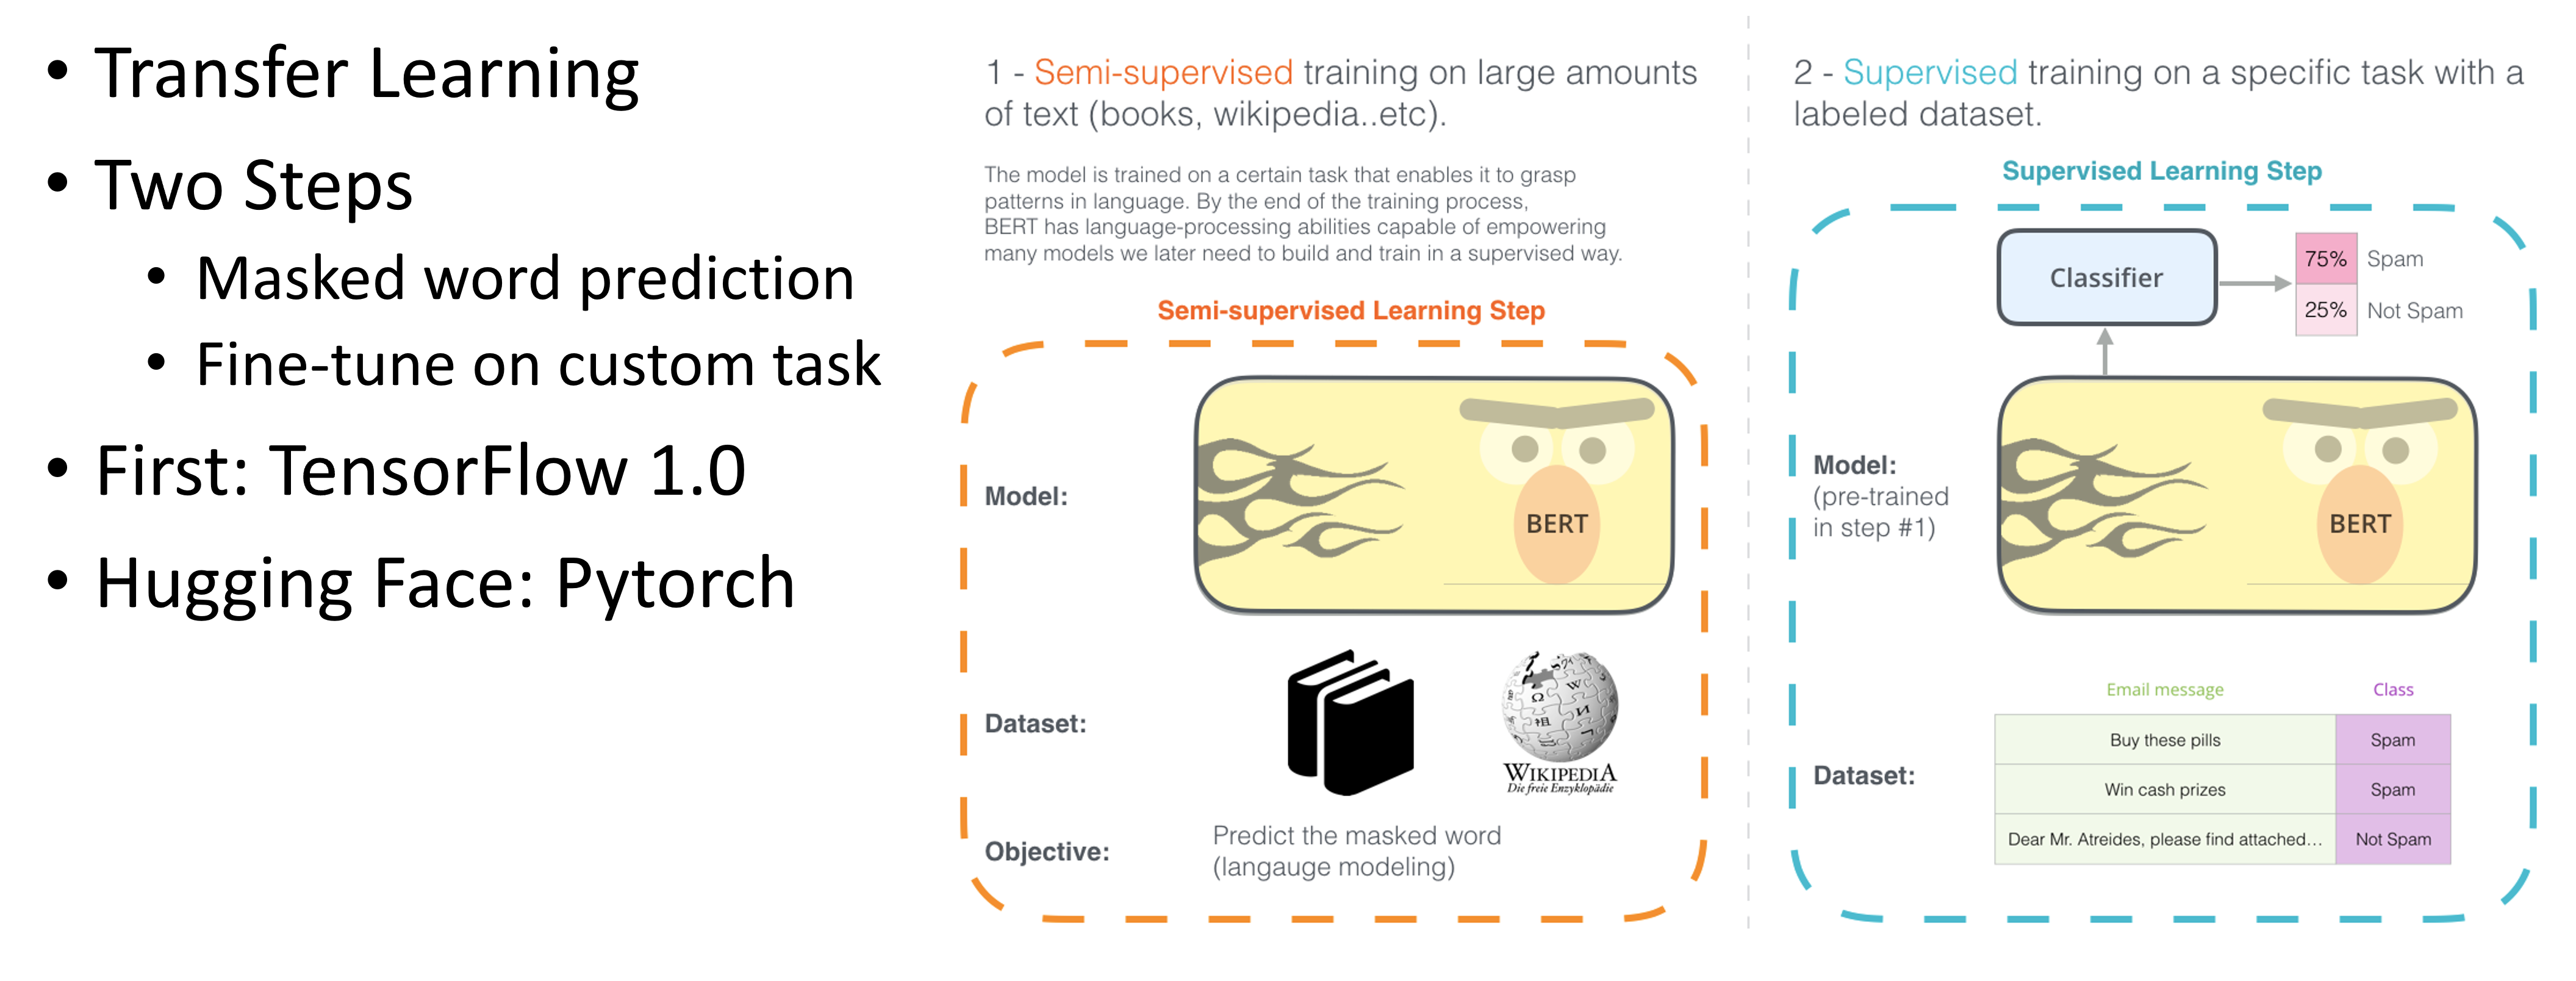 • Transfer Learning
• Two Steps
• Masked word prediction
• Fine-tune on custom task
• First: TensorFlow 1.0
• Hugging Face: Pytorch
1 - Semi-supervised training on large amounts
of text (books, wikipedia..etc).
The model is trained on a certain task that enables it to grasp
patterns in language. By the end of the training process,
BERT has language-processing abilities capable of empowering
many models we later need to build and train in a supervised way.
Semi-supervised Learning Step
Model:
BERT
Dataset:
Ω
W
祖
И
WIKIPEDIA
Die freie Enzyklopädie
Objective:
Predict the masked word
(langauge modeling)
2 - Supervised training on a specific task with a
labeled dataset.
Supervised Learning Step
Classifier
75% Spam
25% Not Spam
Model:
(pre-trained
in step #1)
BERT
Dataset:
Email message Class
Buy these pills Spam
Win cash prizes Spam
Dear Mr. Atreides, please find attached... Not Spam